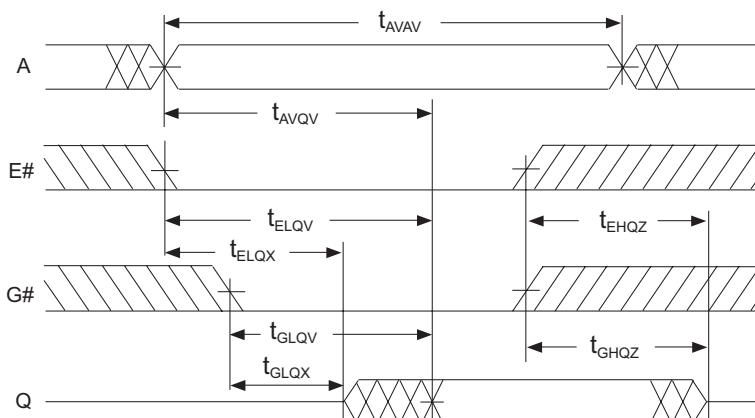 tAVAV
A
tAVQV
E#
tELQV
tEHQZ
tELQX
G#
tGLQV
tGHQZ
tGLQX
Q